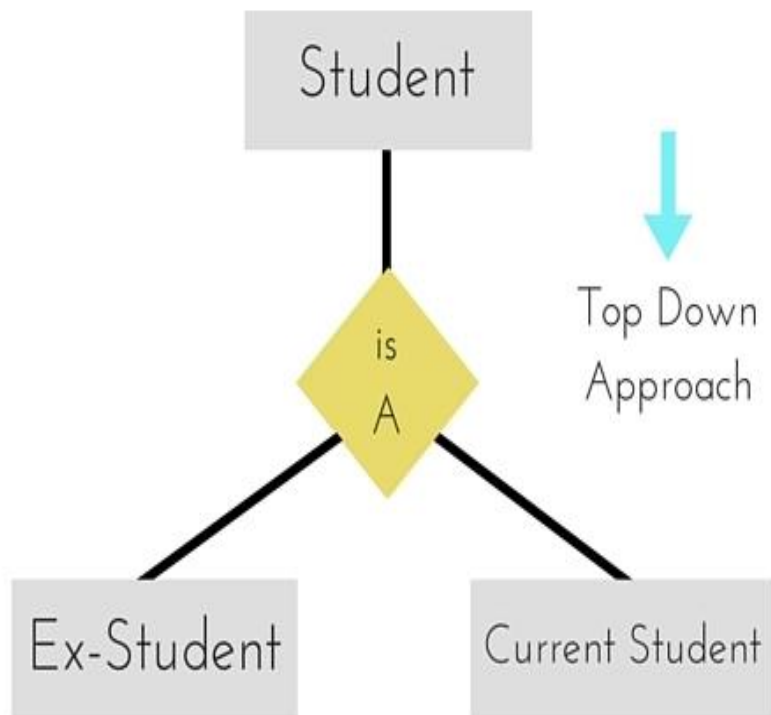 Student
is
A
Top Down
Approach
Ex-Student
Current Student